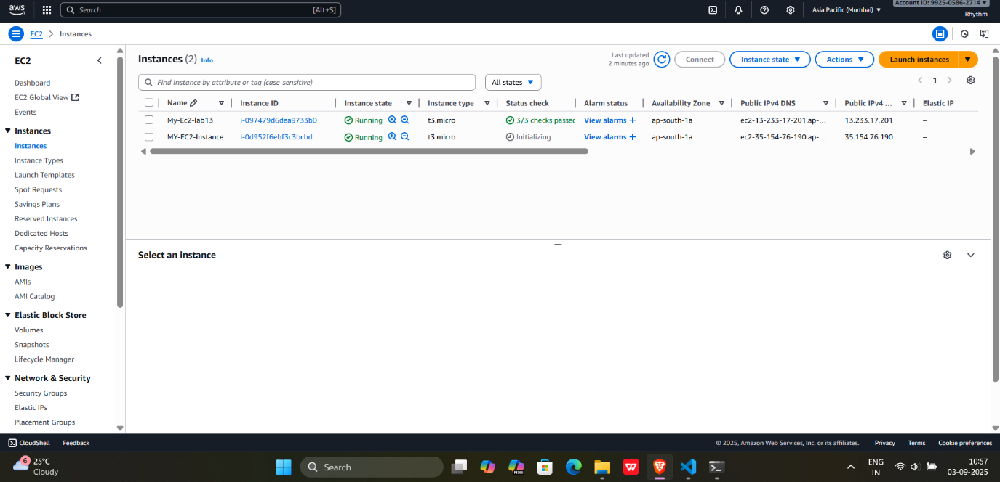 aws
Search [Alt+S]
Asia Pacific (Mumbai)
Account ID: 9925-0586-2714
Rhythm
EC2 Instances
EC2
Dashboard
EC2 Global View
Events
Instances
Instances
Instance Types
Launch Templates
Spot Requests
Savings Plans
Reserved Instances
Dedicated Hosts
Capacity Reservations
Images
AMIs
AMI Catalog
Elastic Block Store
Volumes
Snapshots
Lifecycle Manager
Network & Security
Security Groups
Elastic IPs
Placement Groups
Instances (2) Info
Last updated
2 minutes ago
Connect Instance state Actions Launch instances
Find Instance by attribute or tag (case-sensitive) All states 1
Name Instance ID Instance state Instance type Status check Alarm status Availability Zone Public IPv4 DNS Public IPv4 ... Elastic IP
My-Ec2-lab13 i-097479d6dea9733b0 Running t3.micro 3/3 checks passed View alarms + ap-south-1a ec2-13-233-17-201.ap-... 13.233.17.201 –
MY-EC2-Instance i-0d952f6ebf3c3bcbd Running t3.micro Initializing View alarms + ap-south-1a ec2-35-154-76-190.ap-... 35.154.76.190 –
Select an instance
CloudShell Feedback © 2025, Amazon Web Services, Inc. or its affiliates. Privacy Terms Cookie preferences
6
25°C
Cloudy
Search
M365
W
ENG
IN
10:57
03-09-2025